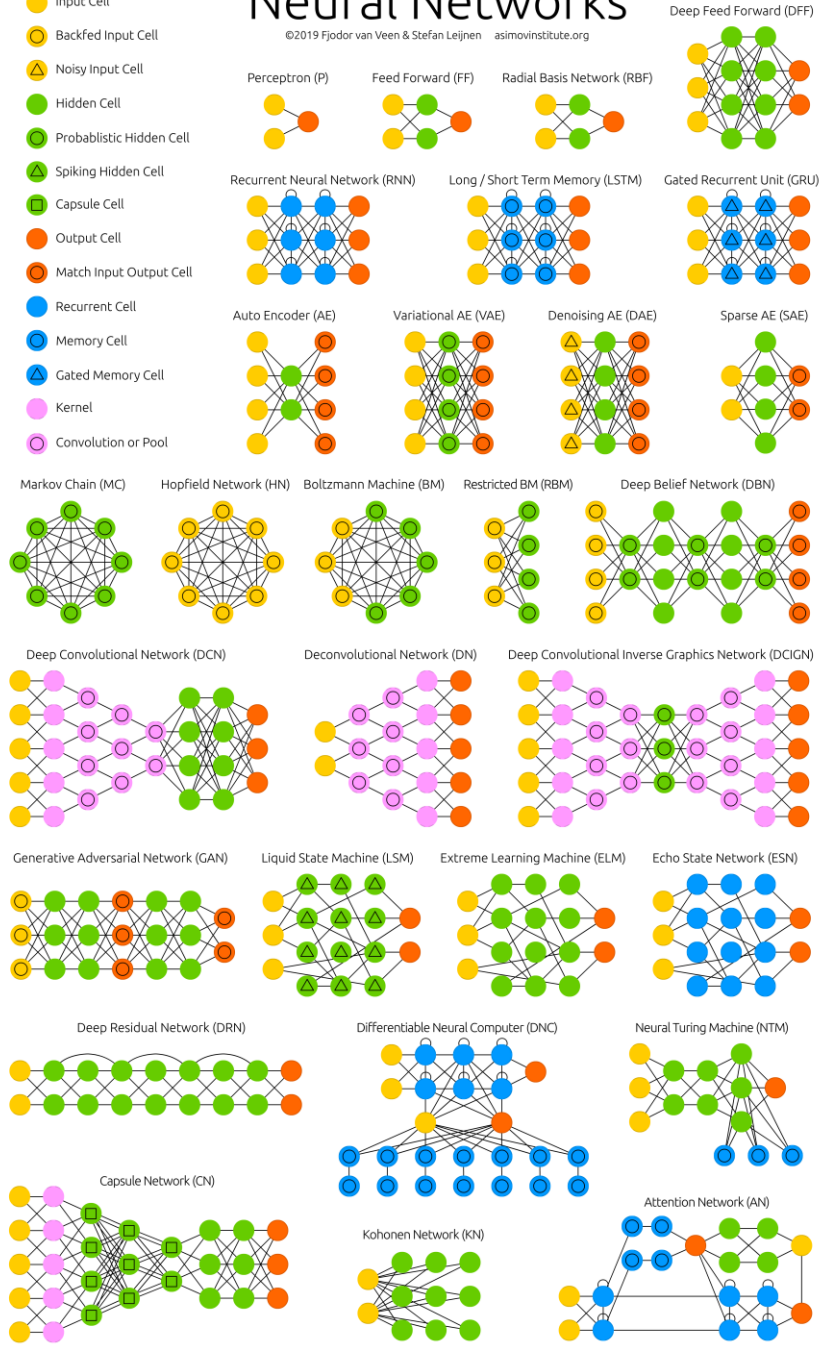 Input Cell
Neural Networks
Deep Feed Forward (DFF)
©2019 Fjodor van Veen & Stefan Leijnen asimovinstitute.org
Backfed Input Cell
Noisy Input Cell
Perceptron (P) Feed Forward (FF) Radial Basis Network (RBF)
Hidden Cell
Probablistic Hidden Cell
Spiking Hidden Cell
Recurrent Neural Network (RNN) Long / Short Term Memory (LSTM) Gated Recurrent Unit (GRU)
Capsule Cell
Output Cell
Match Input Output Cell
Recurrent Cell
Auto Encoder (AE) Variational AE (VAE) Denoising AE (DAE) Sparse AE (SAE)
Memory Cell
Gated Memory Cell
Kernel
Convolution or Pool
Markov Chain (MC) Hopfield Network (HN) Boltzmann Machine (BM) Restricted BM (RBM) Deep Belief Network (DBN)
Deep Convolutional Network (DCN) Deconvolutional Network (DN) Deep Convolutional Inverse Graphics Network (DCIGN)
Generative Adversarial Network (GAN) Liquid State Machine (LSM) Extreme Learning Machine (ELM) Echo State Network (ESN)
Deep Residual Network (DRN) Differentiable Neural Computer (DNC) Neural Turing Machine (NTM)
Capsule Network (CN)
Attention Network (AN)
Kohonen Network (KN)